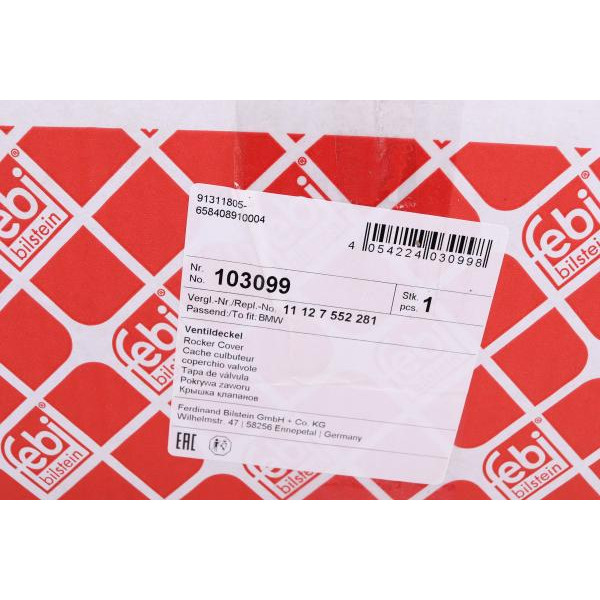 91311805-
658408910004
4 054224 030998
Nr.
No. 103099
Stk.
pcs. 1
Vergl.-Nr./Repl.-No. 11 12 7 552 281
Passend:/To fit: BMW
Ventildeckel
Rocker Cover
Cache culbuteur
coperchio valvote
Tapa de válvula
Pokrywa zaworu
Крышка клапанов
Ferdinand Bilstein GmbH + Co. KG
Wilhelmstr. 47 | 58256 Ennepetal | Germany
EAC
febi
bilstein
febi
bilstein
febi
bilstein
febi
bilstein
febi
bilstein
febi
bilstein